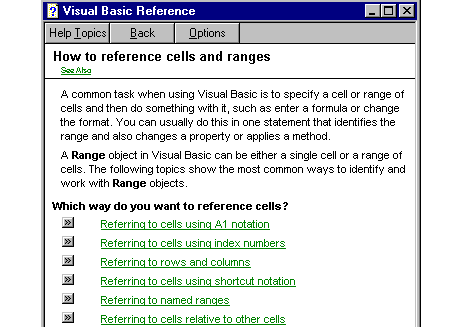 Visual Basic Reference
Help Topics Back Options
How to reference cells and ranges
See Also
A common task when using Visual Basic is to specify a cell or range of
cells and then do something with it, such as enter a formula or change
the format. You can usually do this in one statement that identifies the
range and also changes a property or applies a method.
A Range object in Visual Basic can be either a single cell or a range of
cells. The following topics show the most common ways to identify and
work with Range objects.
Which way do you want to reference cells?
Referring to cells using A1 notation
Referring to cells using index numbers
Referring to rows and columns
Referring to cells using shortcut notation
Referring to named ranges
Referring to cells relative to other cells